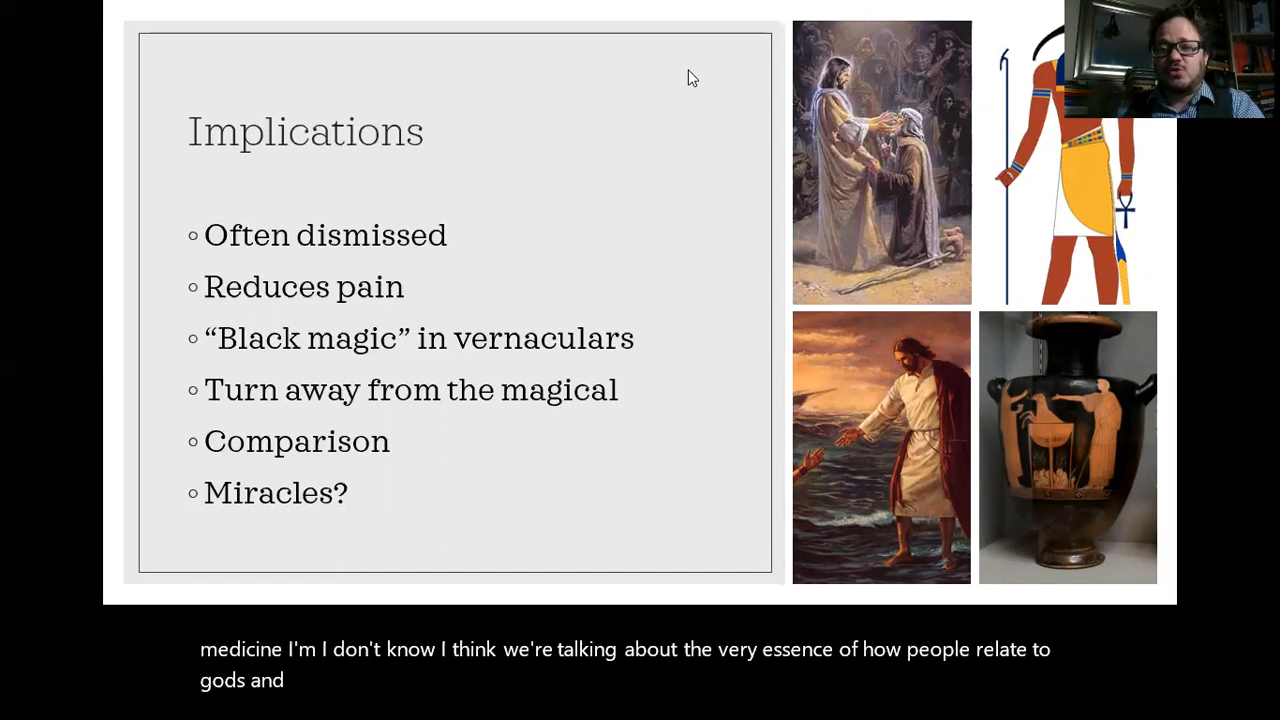 Implications
◦ Often dismissed
◦ Reduces pain
◦ “Black magic” in vernaculars
◦ Turn away from the magical
◦ Comparison
◦ Miracles?
medicine I'm I don't know I think we're talking about the very essence of how people relate to
gods and